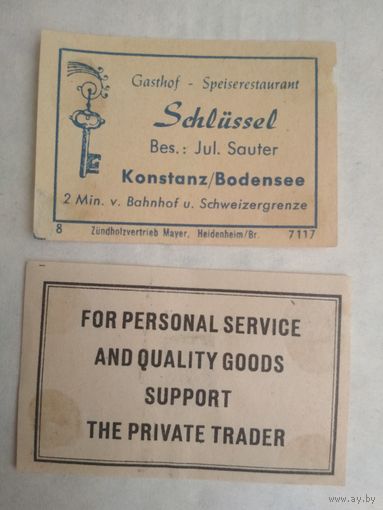 Gasthof - Speiserestaurant
Schlüssel
Bes.: Jul. Sauter
Konstanz/Bodensee
2 Min. v. Bahnhof u. Schweizergrenze
8 Zündholzvertrieb Mayer, Heidenheim/Br. 7117
FOR PERSONAL SERVICE
AND QUALITY GOODS
SUPPORT
THE PRIVATE TRADER
www.ay.by